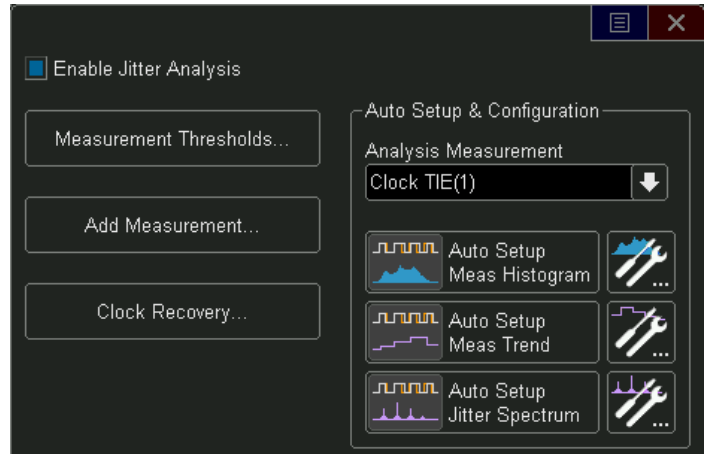 Enable Jitter Analysis
Measurement Thresholds...
Add Measurement...
Clock Recovery...
Auto Setup & Configuration
Analysis Measurement
Clock TIE(1)
Auto Setup
Meas Histogram
...
Auto Setup
Meas Trend
...
Auto Setup
Jitter Spectrum
...